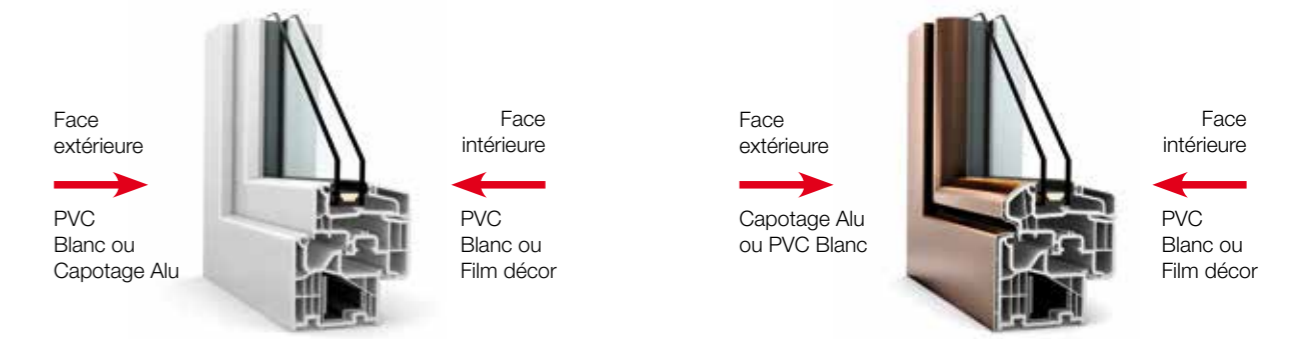 Face
extérieure
PVC
Blanc ou
Capotage Alu
Face
intérieure
PVC
Blanc ou
Film décor
Face
extérieure
Capotage Alu
ou PVC Blanc
Face
intérieure
PVC
Blanc ou
Film décor